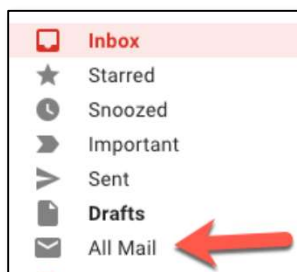 Inbox
Starred
Snoozed
Important
Sent
Drafts
All Mail